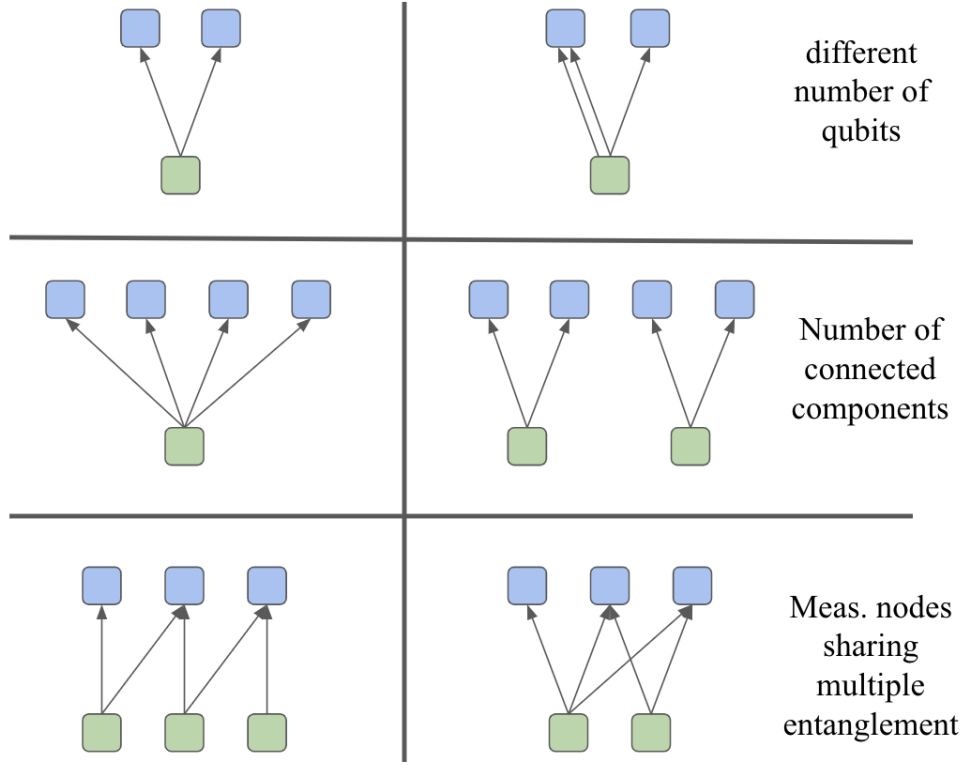 different
number of
qubits
Number of
connected
components
Meas. nodes
sharing
multiple
entanglement